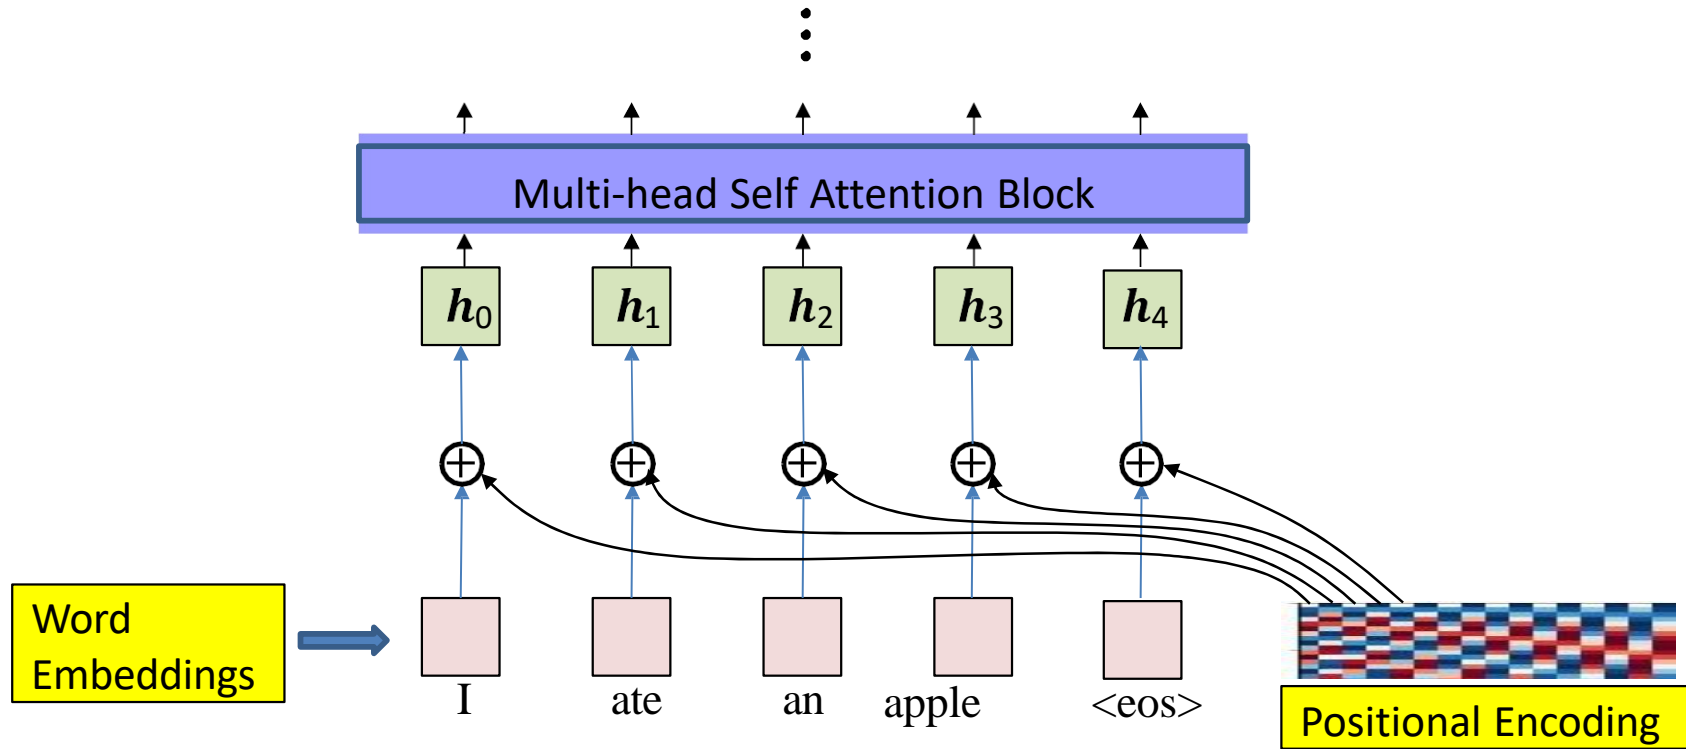 Multi-head Self Attention Block
h0 h1 h2 h3 h4
Word
Embeddings
I ate an apple <eos>
Positional Encoding